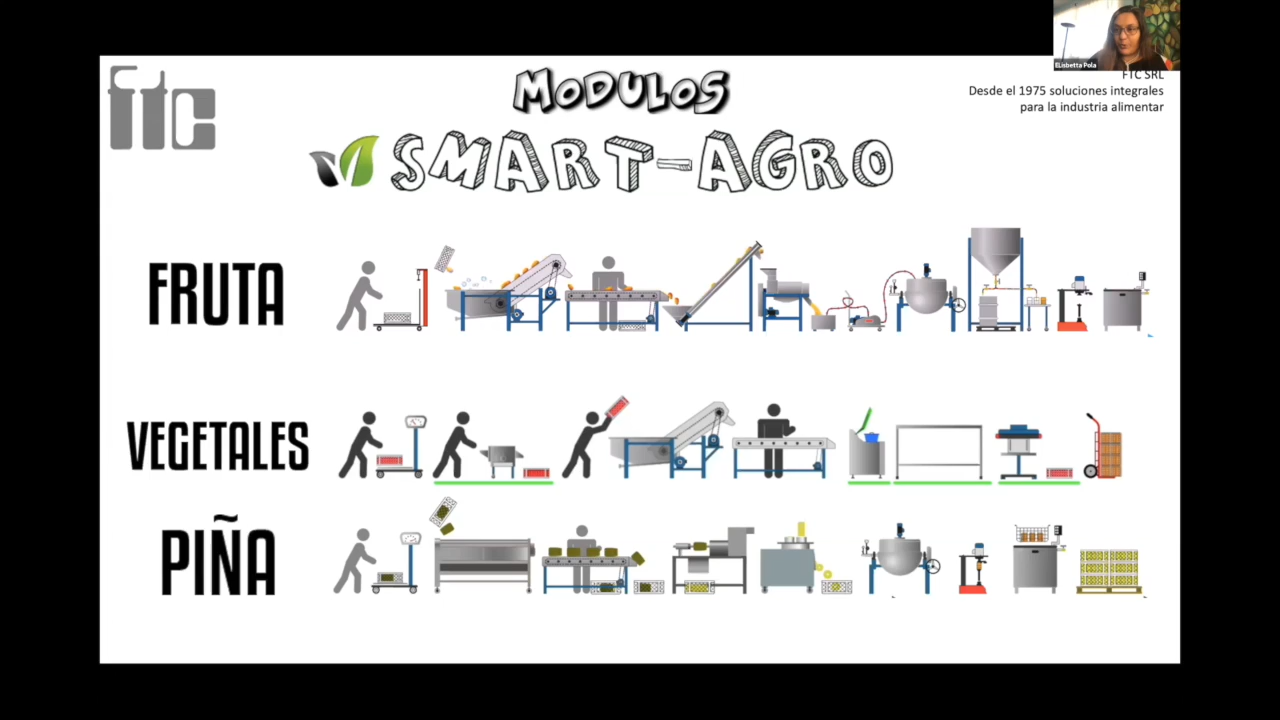 ELisbetta Pola
ftc
FTC SRL
Desde el 1975 soluciones integrales
para la industria alimentar
MODULOS
SMART-AGRO
FRUTA
VEGETALES
PIÑA